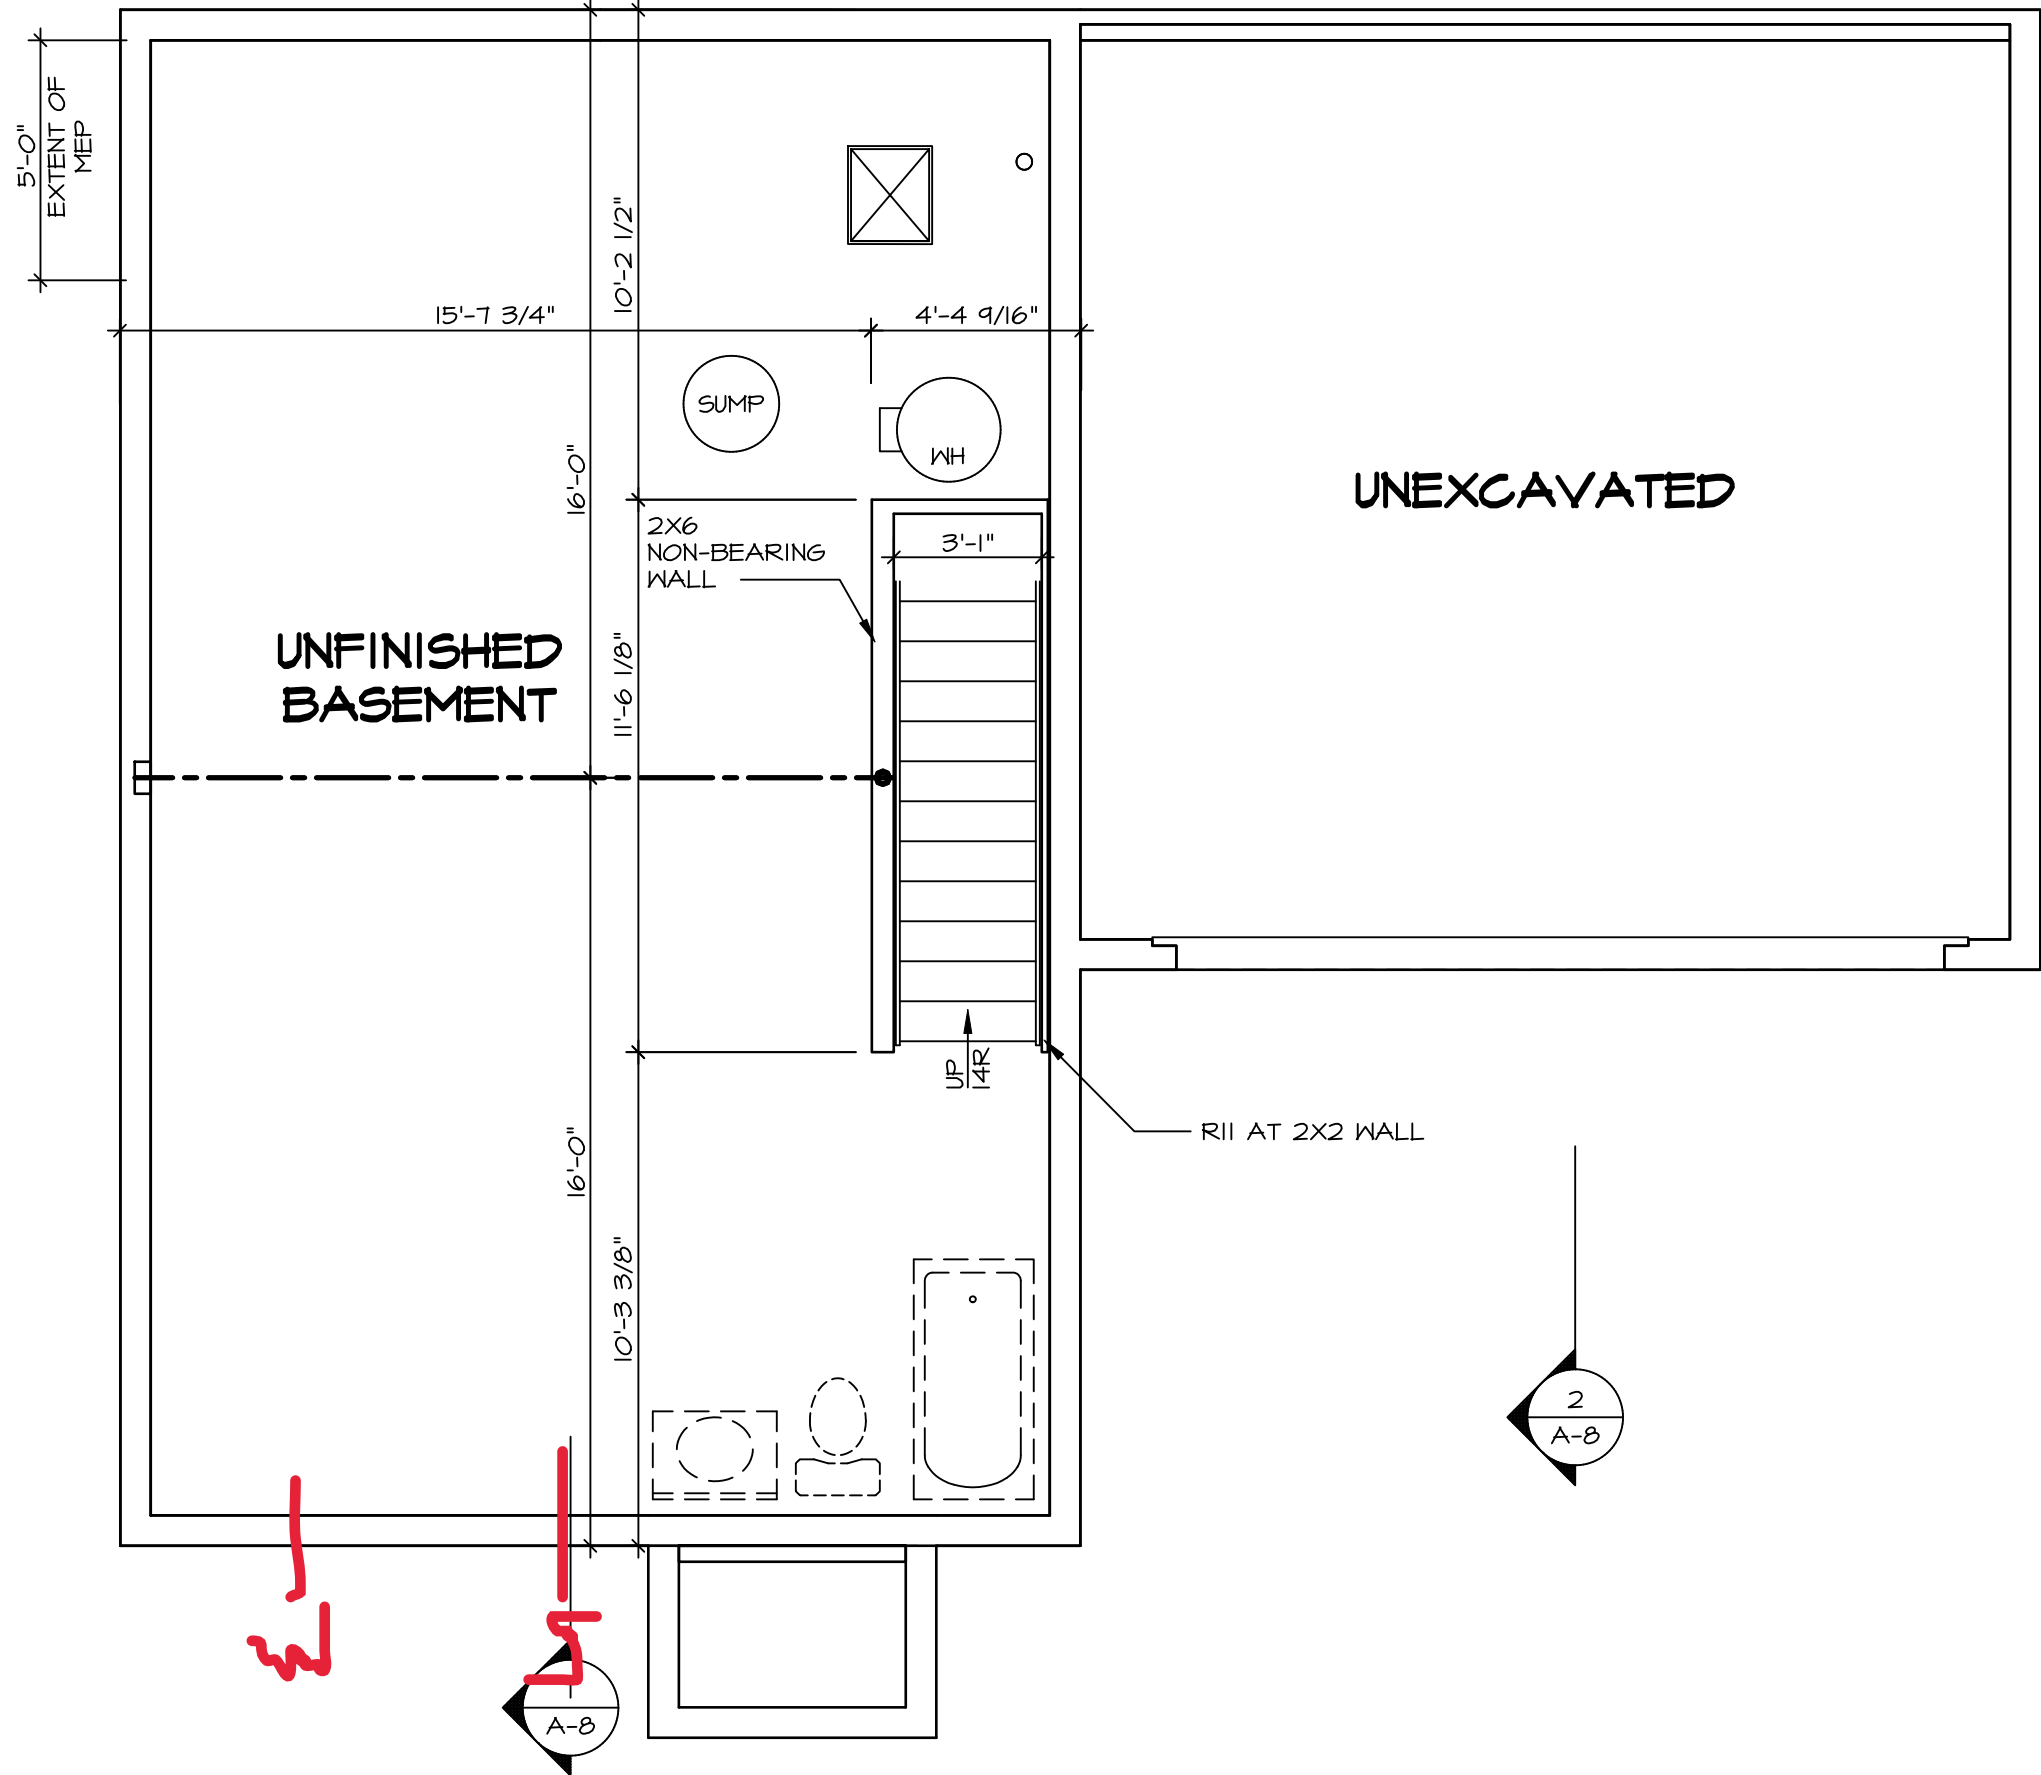 5'-0"
EXTENT OF
MEP
10'-2 1/2"
15'-7 3/4"
4'-4 9/16"
SUMP
WH
16'-0"
UNEXCAVATED
2X6
NON-BEARING
WALL
3'-1"
UNFINISHED
BASEMENT
11'-6 1/8"
UP
14R
R11 AT 2X2 WALL
16'-0"
10'-3 3/8"
2
A-8
A-8